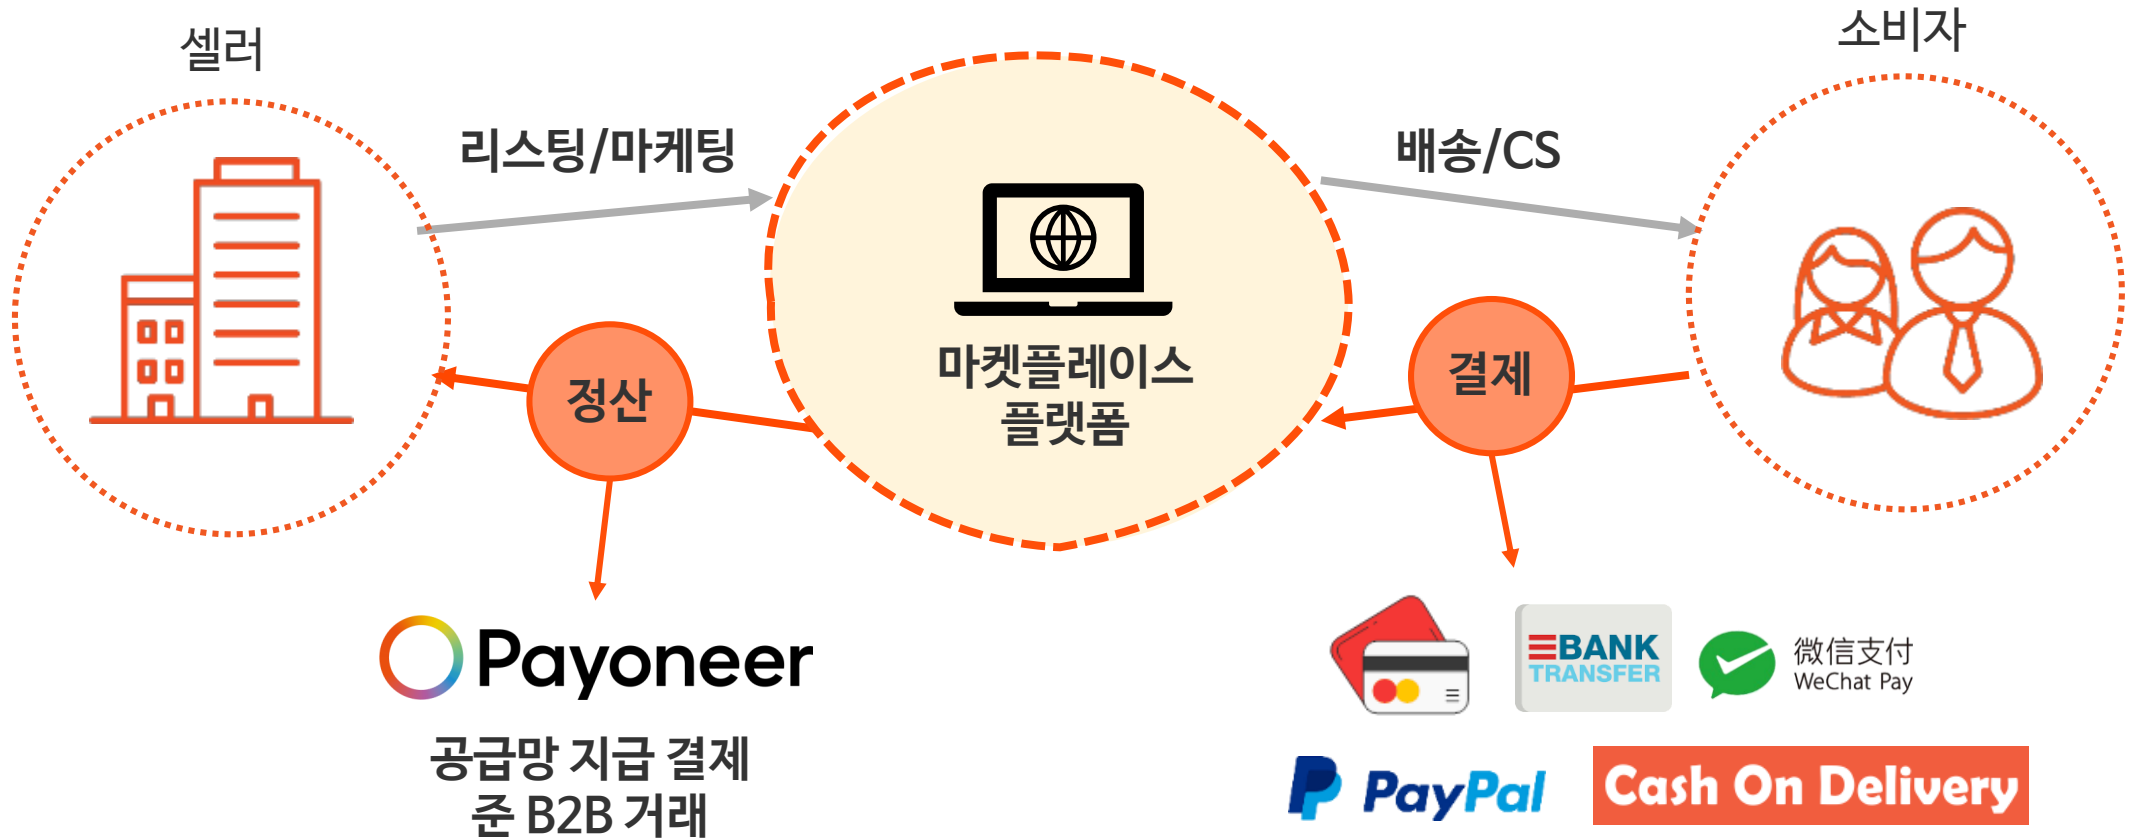 셀러
소비자
리스팅/마케팅
배송/CS
마켓플레이스
플랫폼
정산
결제
Payoneer
공급망 지급 결제
준 B2B 거래
BANK
TRANSFER
微信支付
WeChat Pay
PayPal
Cash On Delivery